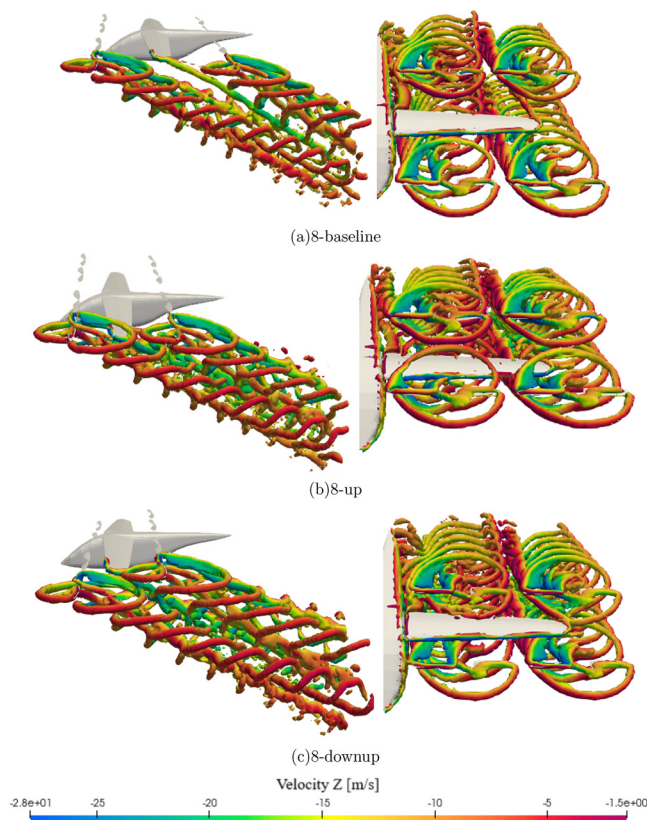 (a)8-baseline
(b)8-up
(c)8-downup
Velocity Z [m/s]
-2.8e+01 -25 -20 -15 -10 -5 -1.5e+00